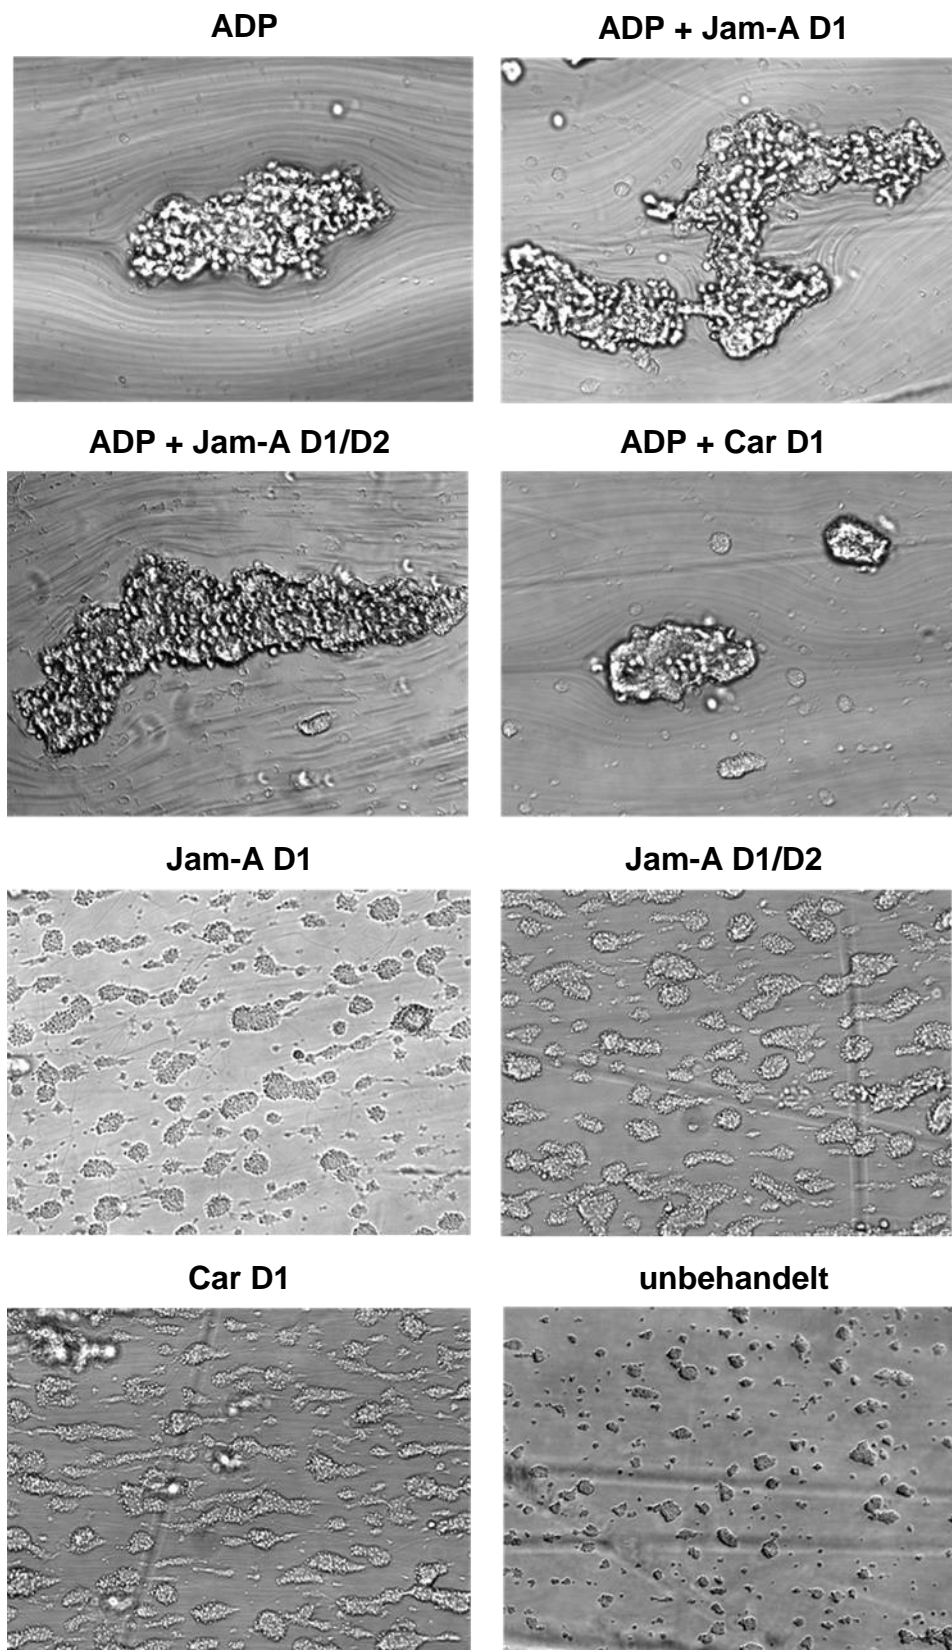 ADP
ADP + Jam-A D1
ADP + Jam-A D1/D2
ADP + Car D1
Jam-A D1
Jam-A D1/D2
Car D1
unbehandelt